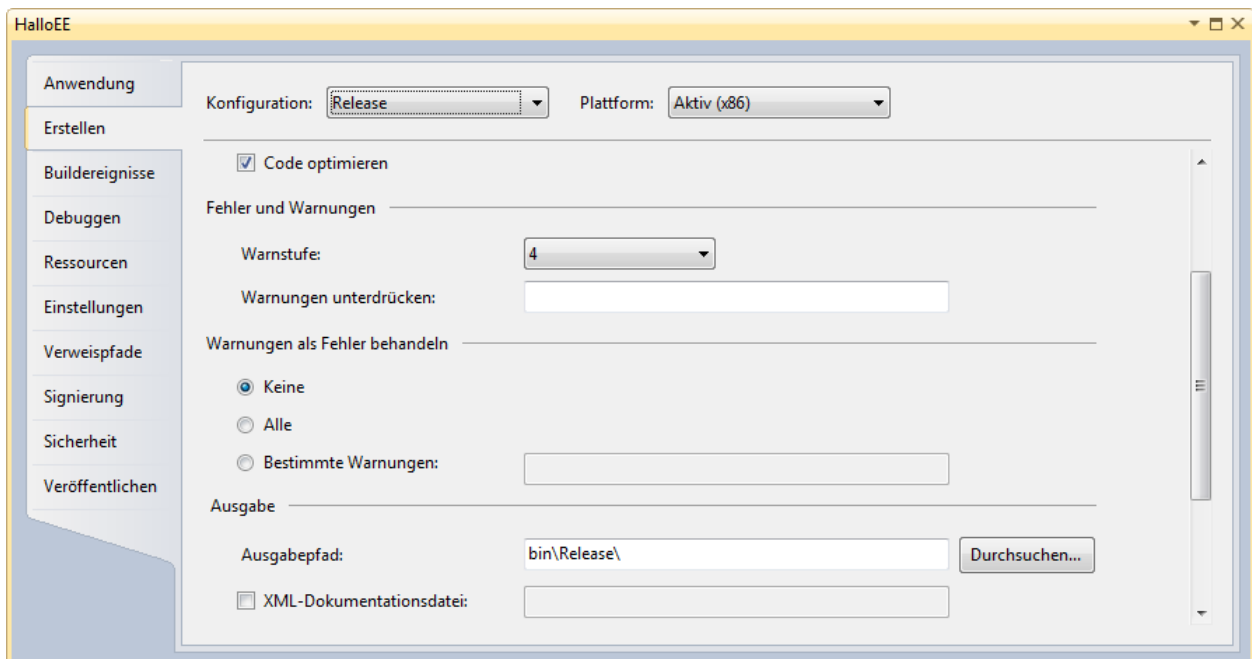 HalloEE
Anwendung
Erstellen
Buildereignisse
Debuggen
Ressourcen
Einstellungen
Verweispfade
Signierung
Sicherheit
Veröffentlichen
Konfiguration: Release Plattform: Aktiv (x86)
Code optimieren
Fehler und Warnungen
Warnstufe: 4
Warnungen unterdrücken:
Warnungen als Fehler behandeln
Keine
Alle
Bestimmte Warnungen:
Ausgabe
Ausgabepfad: bin\Release\ Durchsuchen...
XML-Dokumentationsdatei: